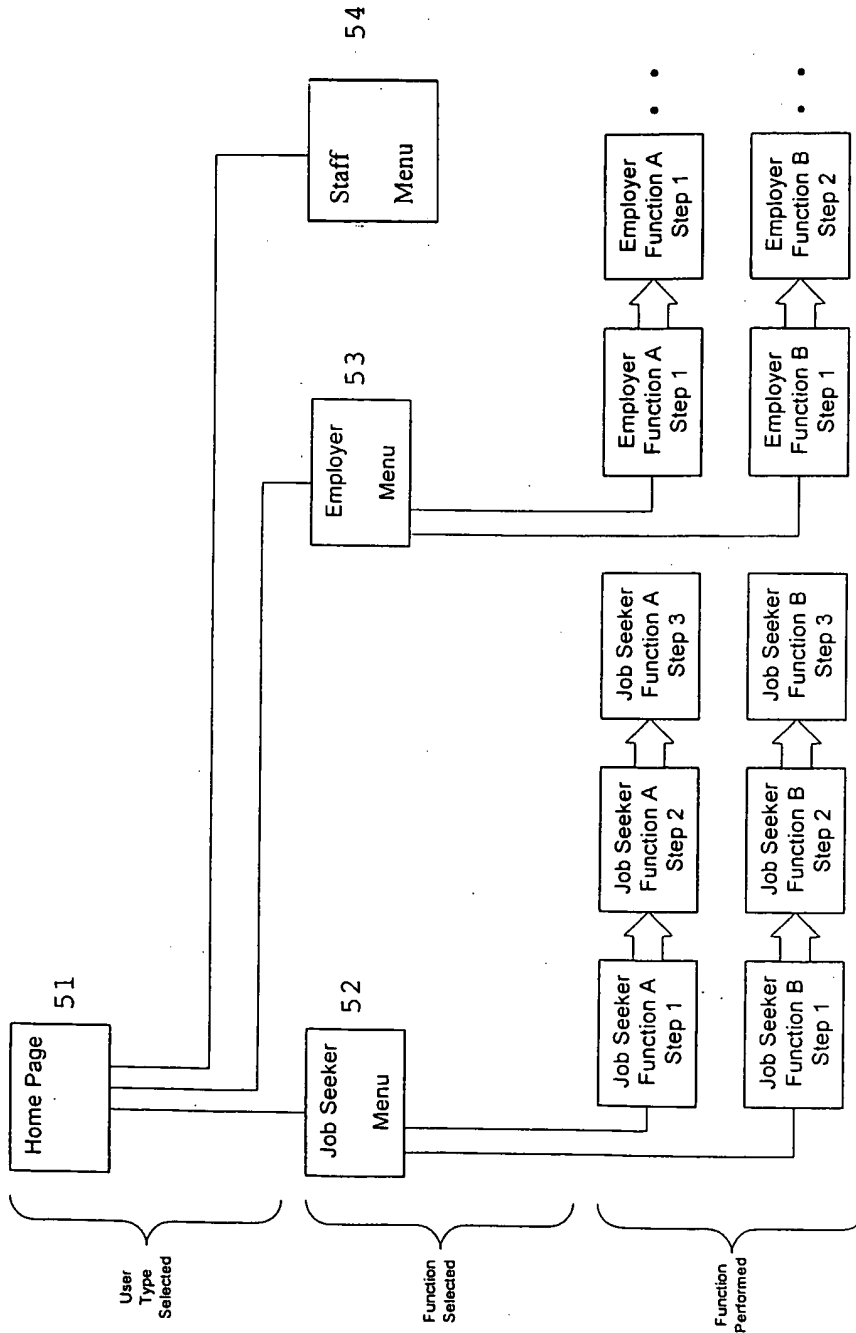 User
Type
Selected
Home Page
51
Function
Selected
Job Seeker
Menu
52
Employer
Menu
53
Staff
Menu
54
Function
Performed
Job Seeker
Function A
Step 1
Job Seeker
Function A
Step 2
Job Seeker
Function A
Step 3
Employer
Function A
Step 1
Employer
Function A
Step 1
Job Seeker
Function B
Step 1
Job Seeker
Function B
Step 2
Job Seeker
Function B
Step 3
Employer
Function B
Step 1
Employer
Function B
Step 2